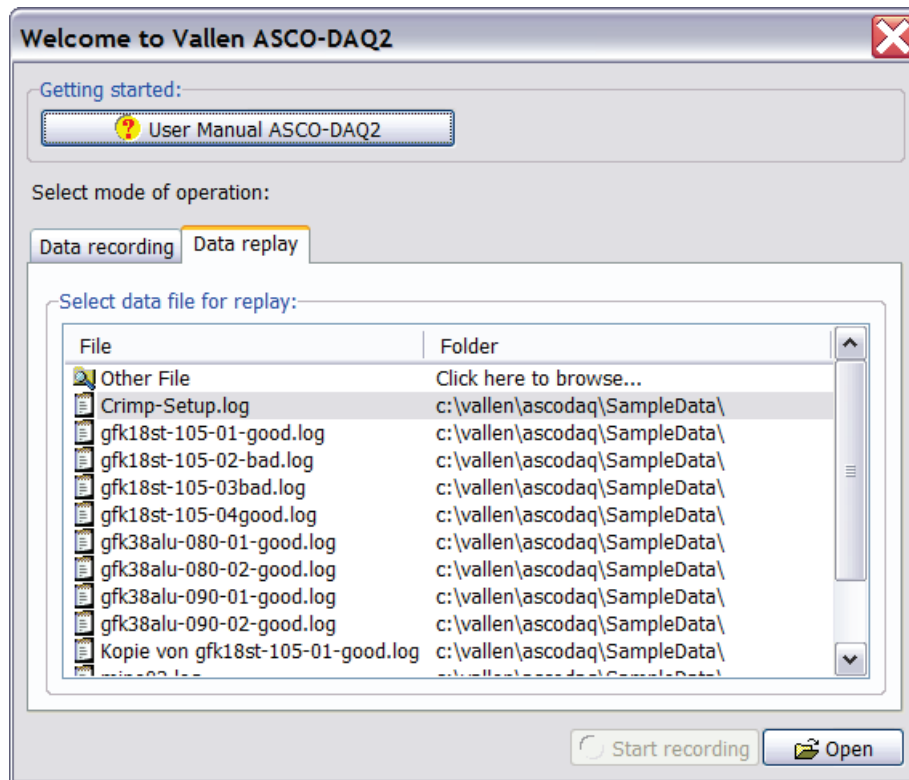 Welcome to Vallen ASCO-DAQ2
Getting started:
User Manual ASCO-DAQ2
Select mode of operation:
Data recording Data replay
Select data file for replay:
File Folder
Other File Click here to browse...
Crimp-Setup.log c:\vallen\ascodaq\SampleData\
gfk18st-105-01-good.log c:\vallen\ascodaq\SampleData\
gfk18st-105-02-bad.log c:\vallen\ascodaq\SampleData\
gfk18st-105-03bad.log c:\vallen\ascodaq\SampleData\
gfk18st-105-04good.log c:\vallen\ascodaq\SampleData\
gfk38alu-080-01-good.log c:\vallen\ascodaq\SampleData\
gfk38alu-080-02-good.log c:\vallen\ascodaq\SampleData\
gfk38alu-090-01-good.log c:\vallen\ascodaq\SampleData\
gfk38alu-090-02-good.log c:\vallen\ascodaq\SampleData\
Kopie von gfk18st-105-01-good.log c:\vallen\ascodaq\SampleData\
Start recording Open